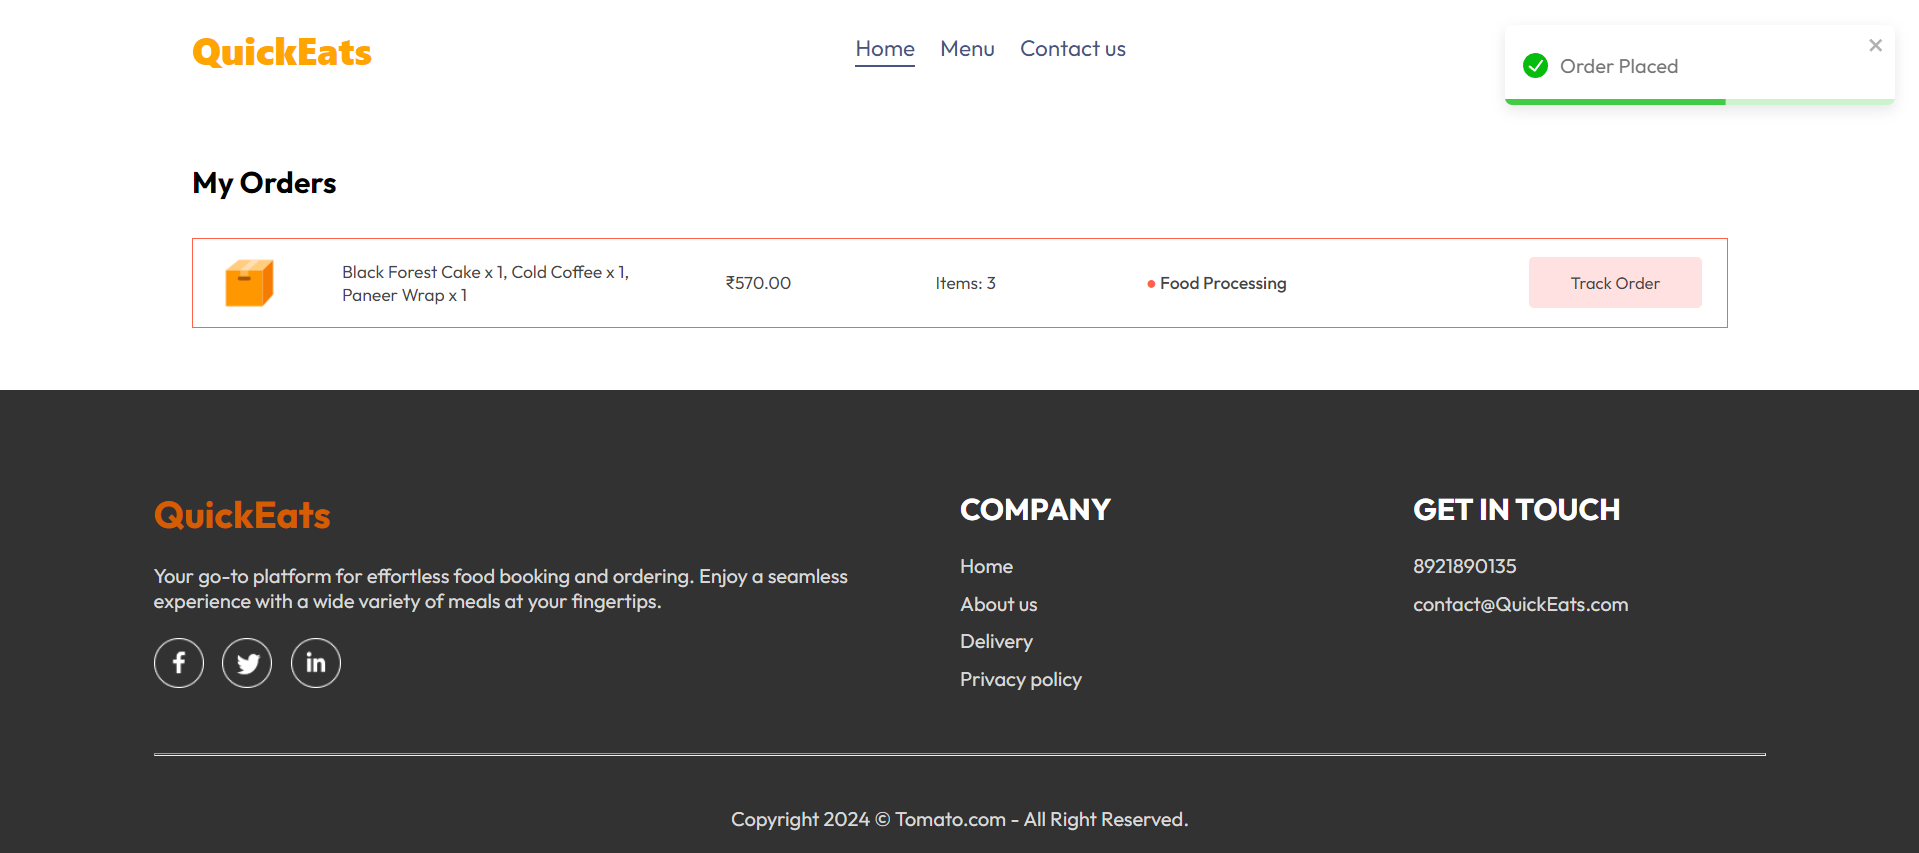 QuickEats
Home
Menu
Contact us
Order Placed
My Orders
Black Forest Cake x 1, Cold Coffee x 1,
Paneer Wrap x 1
₹570.00
Items: 3
Food Processing
Track Order
QuickEats
Your go-to platform for effortless food booking and ordering. Enjoy a seamless
experience with a wide variety of meals at your fingertips.
COMPANY
Home
About us
Delivery
Privacy policy
GET IN TOUCH
8921890135
contact@QuickEats.com
Copyright 2024 © Tomato.com - All Right Reserved.